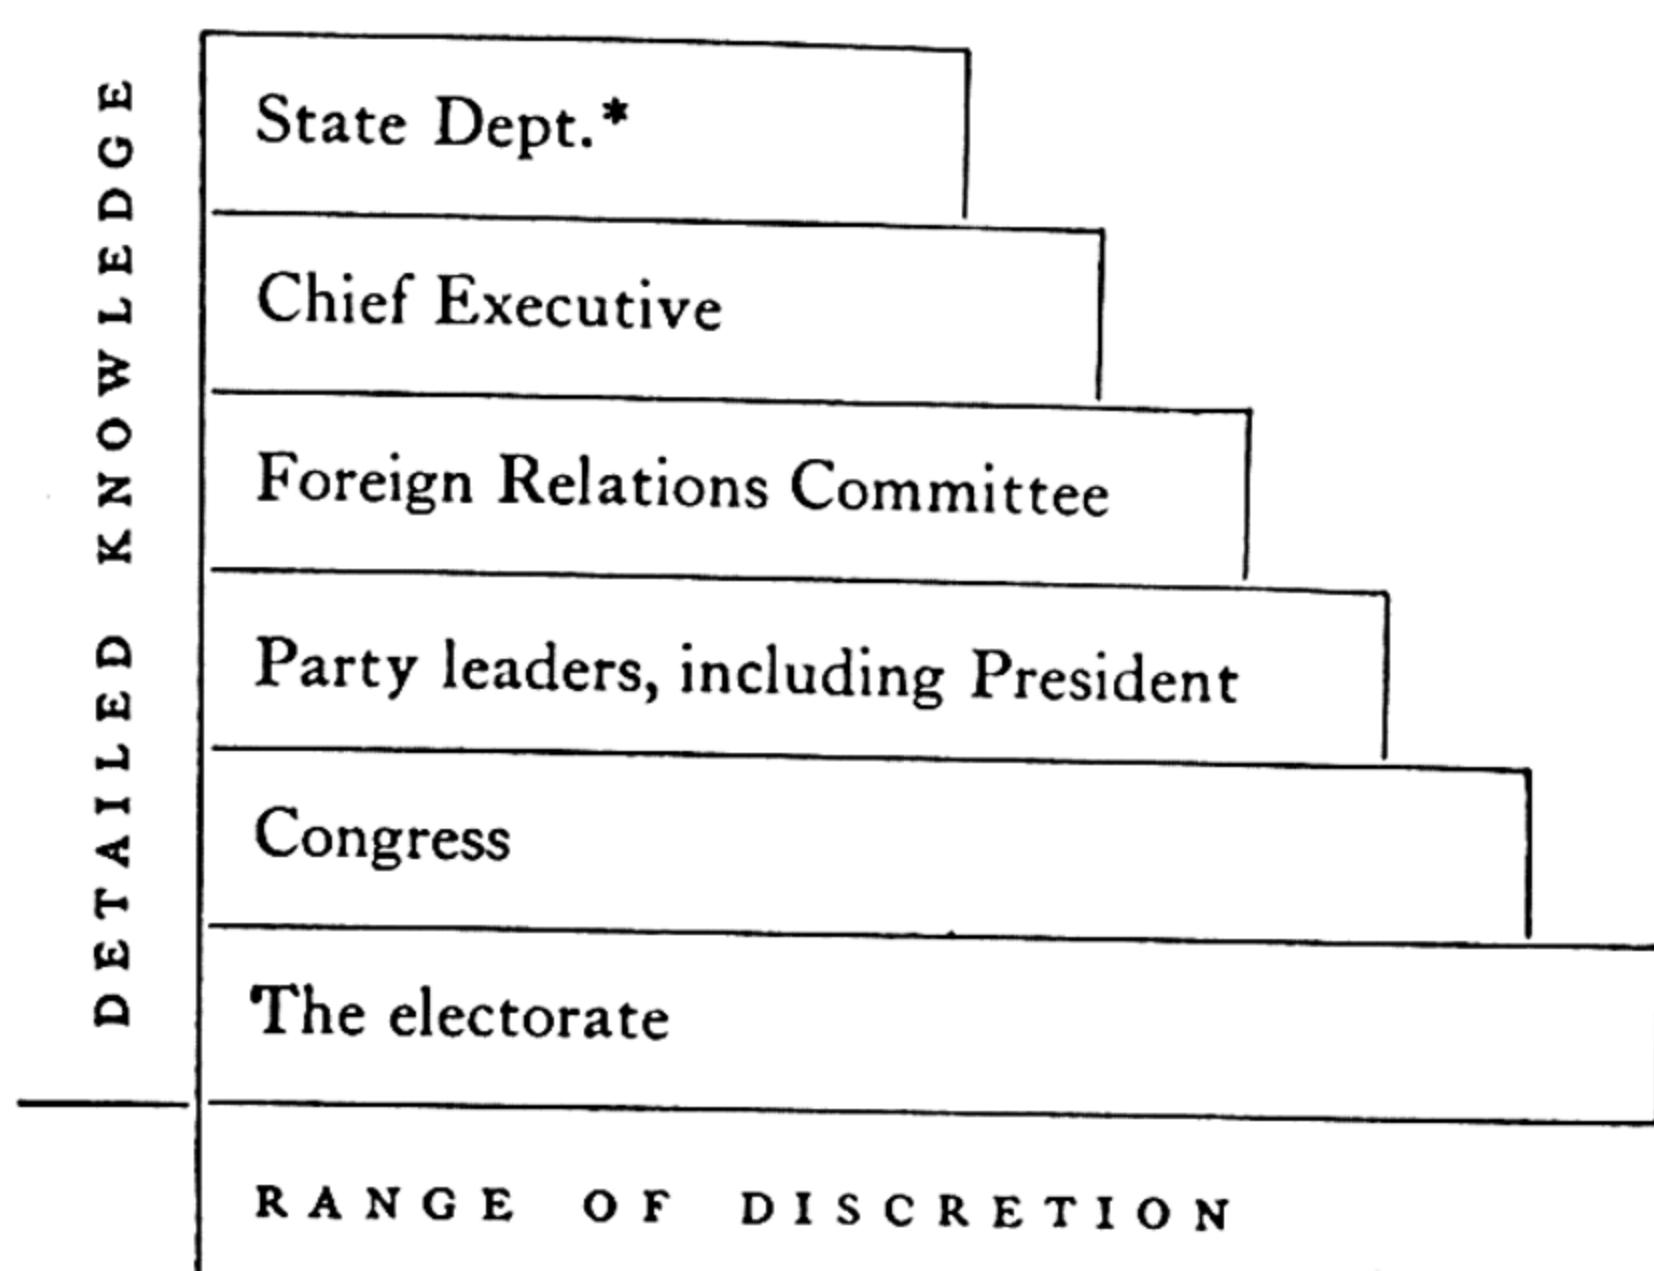 DETAILED KNOWLEDGE
State Dept.*
Chief Executive
Foreign Relations Committee
Party leaders, including President
Congress
The electorate
RANGE OF DISCRETION